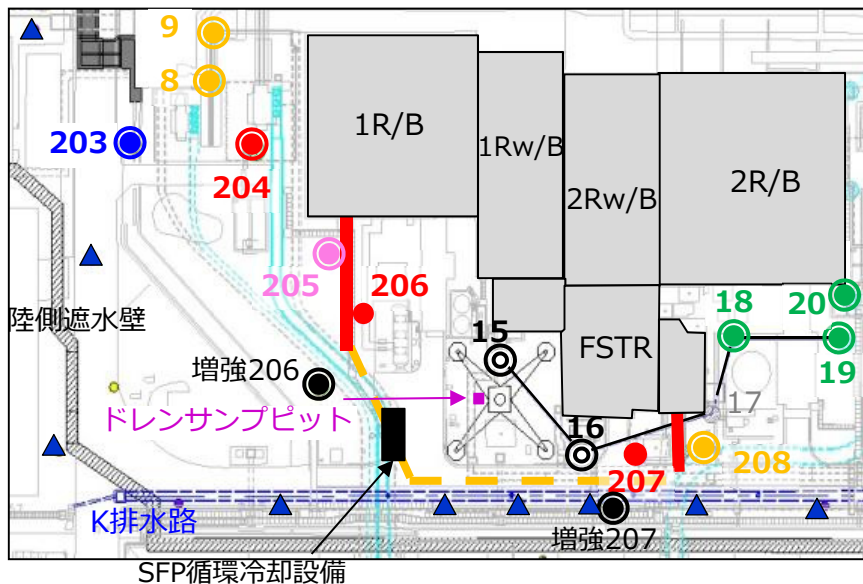 9
8
203
204
1R/B
1Rw/B
2Rw/B
2R/B
205
206
陸側遮水壁
増強206
15
FSTR
18
20
19
17
ドレンサンプピット
16
207
208
K排水路
増強207
SFP循環冷却設備